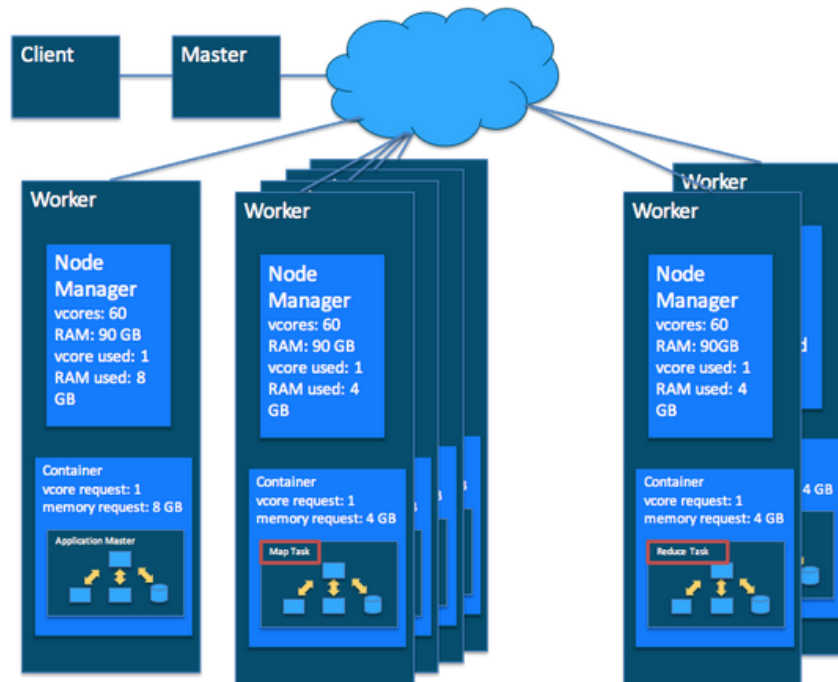 Client
Master
Worker
Node
Manager
vcores: 60
RAM: 90 GB
vcore used: 1
RAM used: 8
GB
Container
vcore request: 1
memory request: 8 GB
Application Master
Worker
Node
Manager
vcores: 60
RAM: 90 GB
vcore used: 1
RAM used: 4
GB
Container
vcore request: 1
memory request: 4 GB
Map Task
Worker
Node
Manager
vcores: 60
RAM: 90GB
vcore used: 1
RAM used: 4
GB
Container
vcore request: 1
memory request: 4 GB
Reduce Task
Worker
4 GB